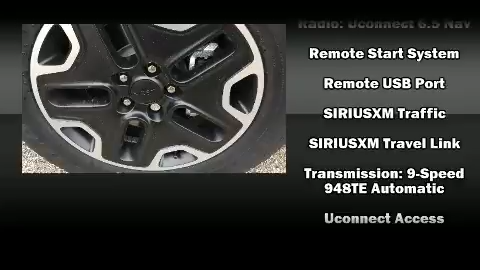 Radio: Uconnect 6.5 Nav
Remote Start System
Remote USB Port
SIRIUSXM Traffic
SIRIUSXM Travel Link
Transmission: 9-Speed
948TE Automatic
Uconnect Access